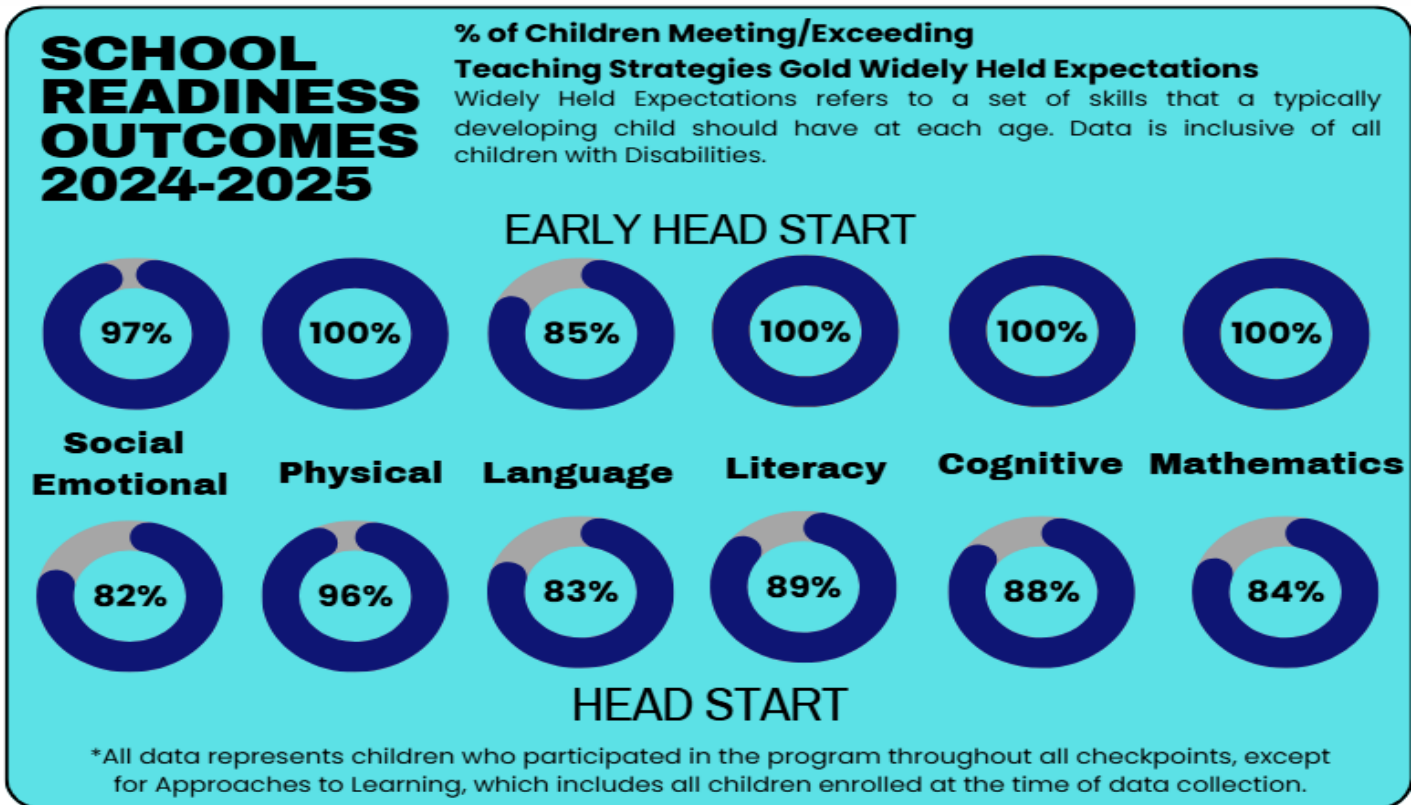 SCHOOL
READINESS
OUTCOMES
2024-2025
% of Children Meeting/Exceeding
Teaching Strategies Gold Widely Held Expectations
Widely Held Expectations refers to a set of skills that a typically
developing child should have at each age. Data is inclusive of all
children with Disabilities.
EARLY HEAD START
97% 100% 85% 100% 100% 100%
Social
Emotional
Physical
Language
Literacy
Cognitive
Mathematics
82% 96% 83% 89% 88% 84%
HEAD START
*All data represents children who participated in the program throughout all checkpoints, except
for Approaches to Learning, which includes all children enrolled at the time of data collection.